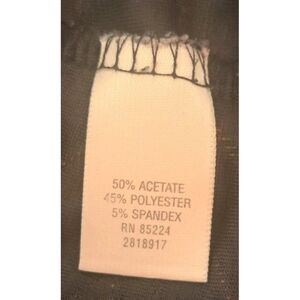 50% ACETATE
45% POLYESTER
5% SPANDEX
RN 85224
2818917